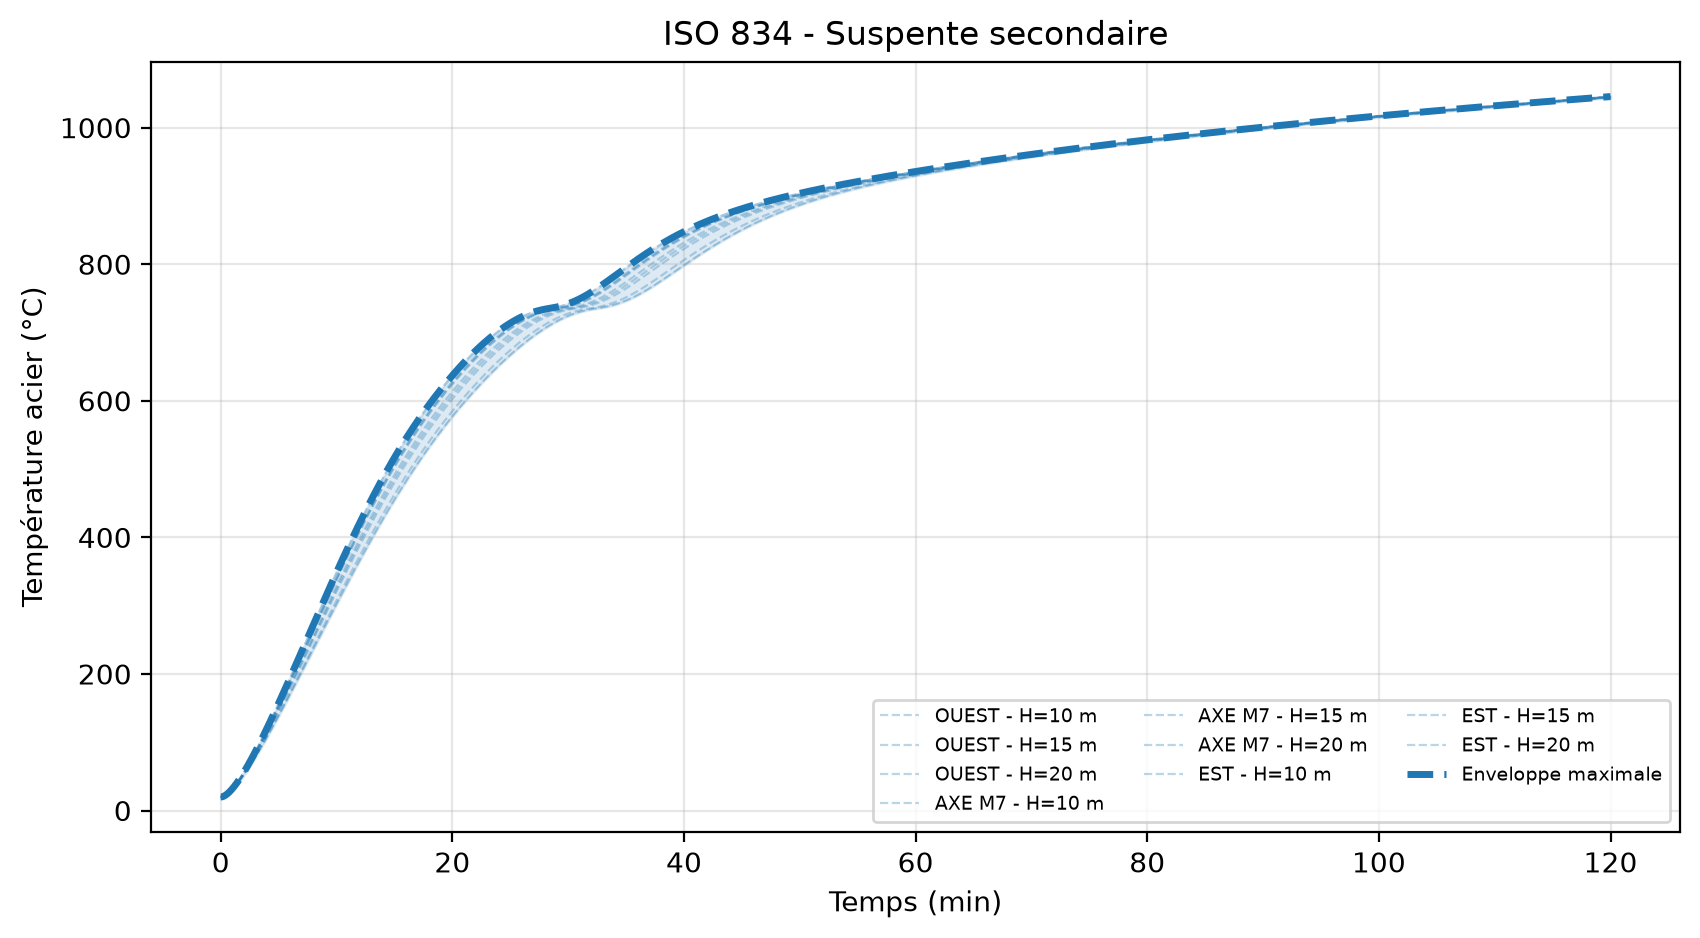 ISO 834 - Suspente secondaire
Température acier (°C)
1000
800
600
400
200
0
OUEST - H=10 m
OUEST - H=15 m
OUEST - H=20 m
AXE M7 - H=10 m
AXE M7 - H=15 m
AXE M7 - H=20 m
EST - H=10 m
EST - H=15 m
EST - H=20 m
Enveloppe maximale
0 20 40 60 80 100 120
Temps (min)